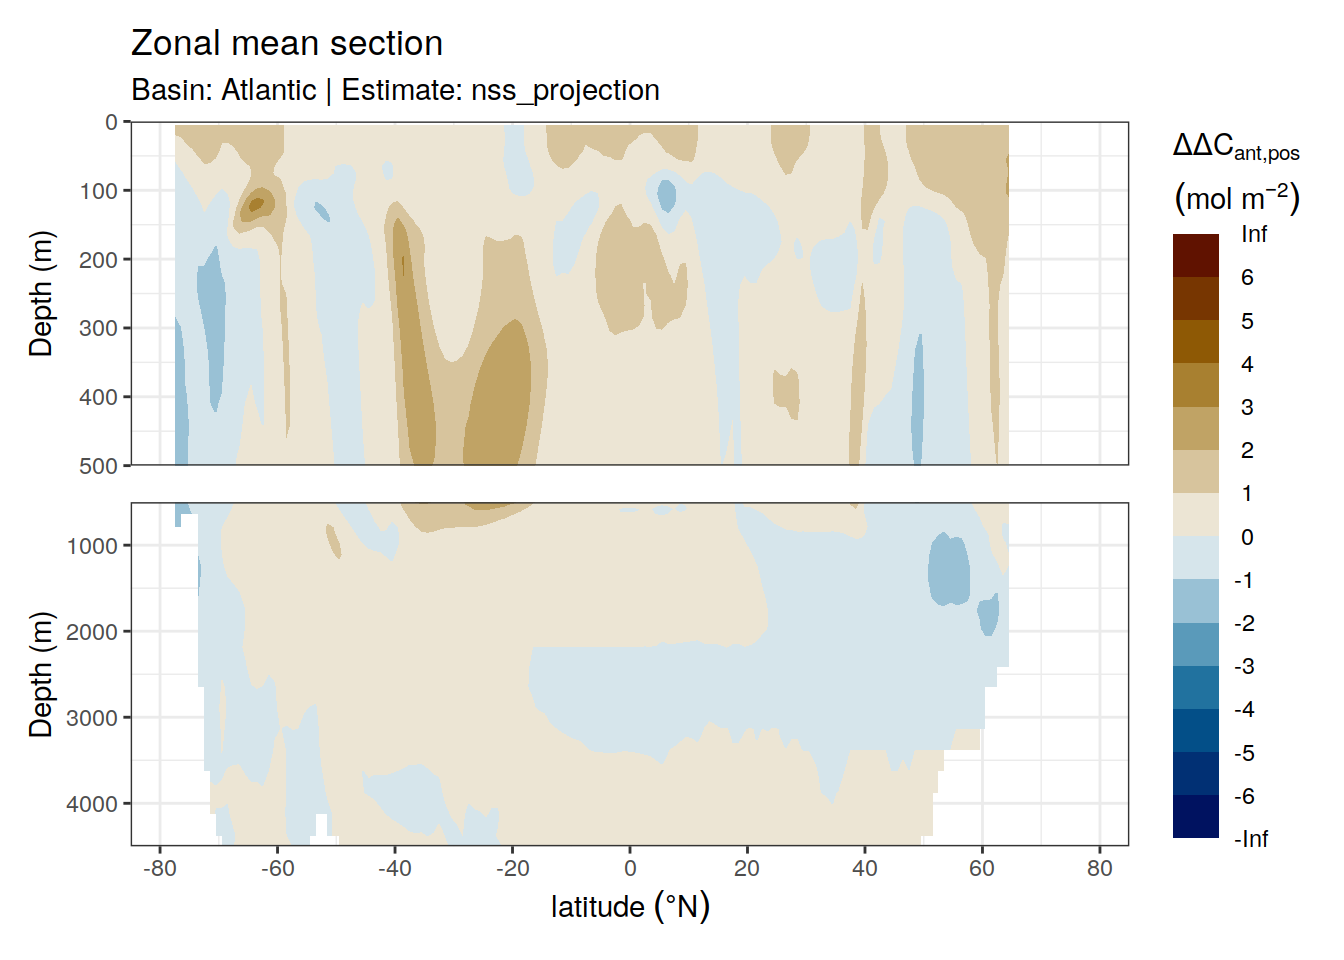 Zonal mean section
Basin: Atlantic | Estimate: nss_projection
0
100
200
300
400
500
Depth (m)
1000
2000
3000
4000
Depth (m)
-80 -60 -40 -20 0 20 40 60 80
latitude (°N)
ΔΔCant,pos
(mol m−2)
Inf
6
5
4
3
2
1
0
-1
-2
-3
-4
-5
-6
-Inf